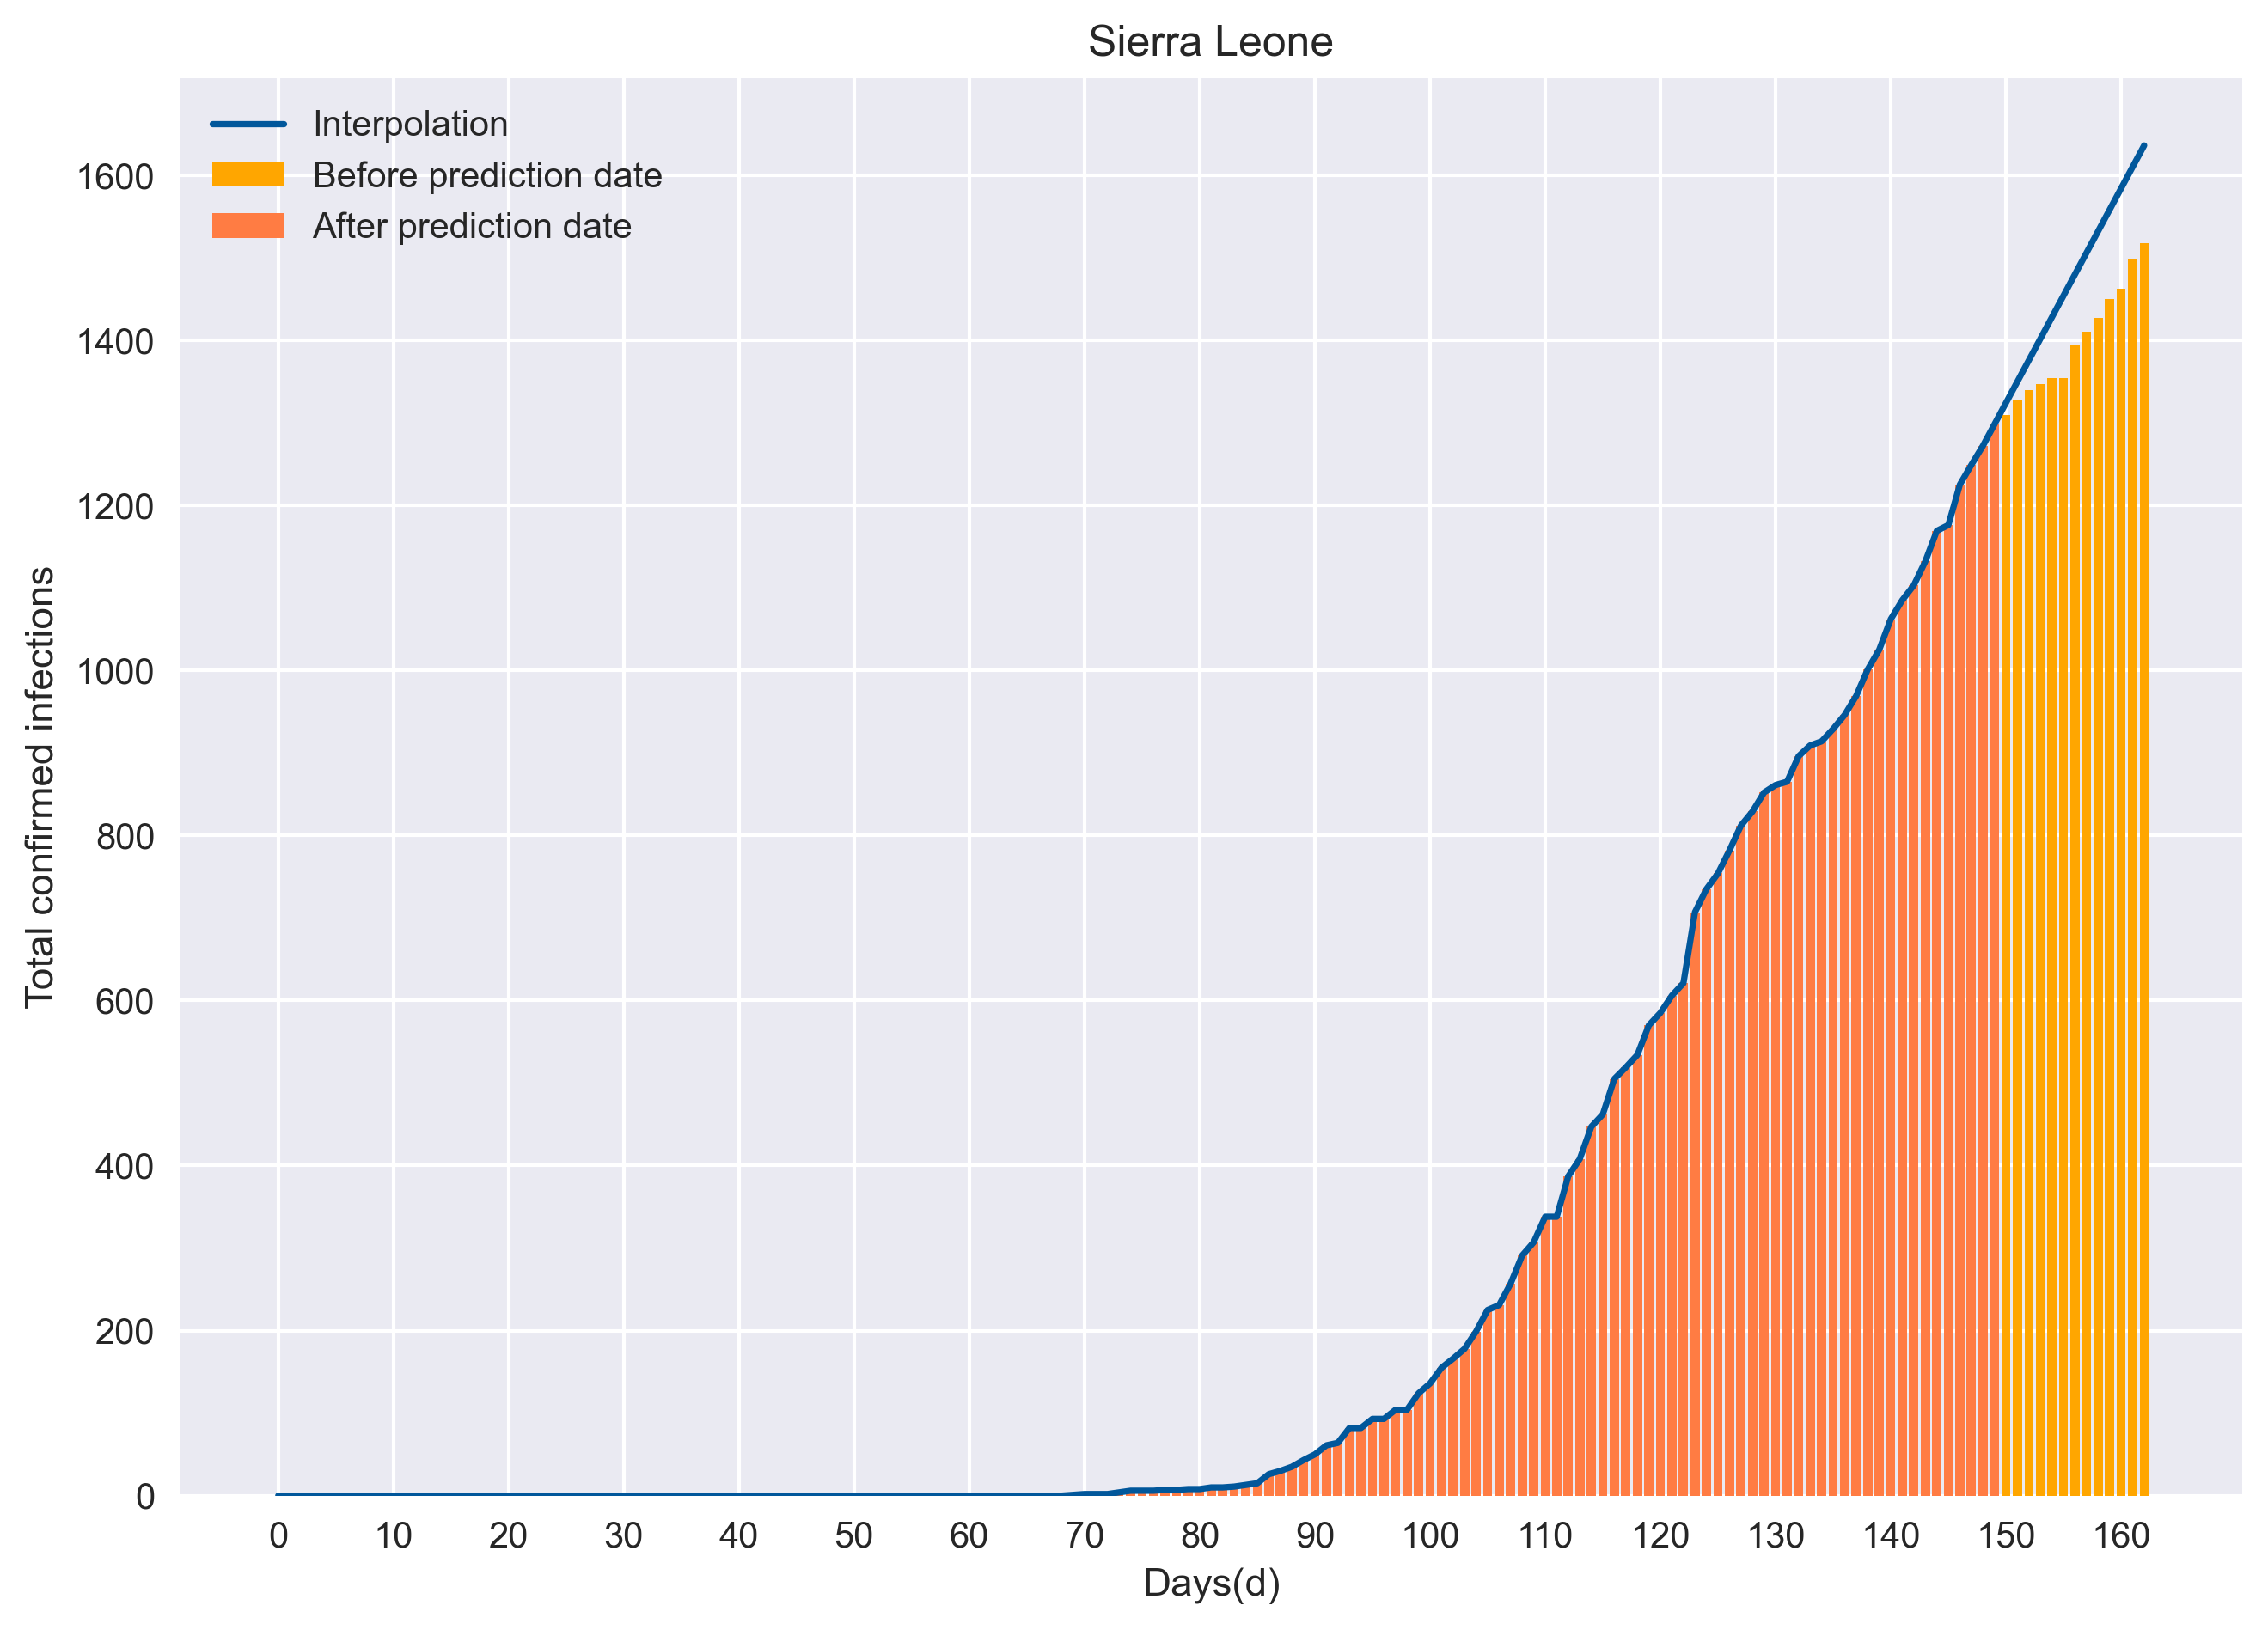 Sierra Leone
Interpolation
Before prediction date
After prediction date
Total confirmed infections
1600
1400
1200
1000
800
600
400
200
0
0 10 20 30 40 50 60 70 80 90 100 110 120 130 140 150 160
Days(d)